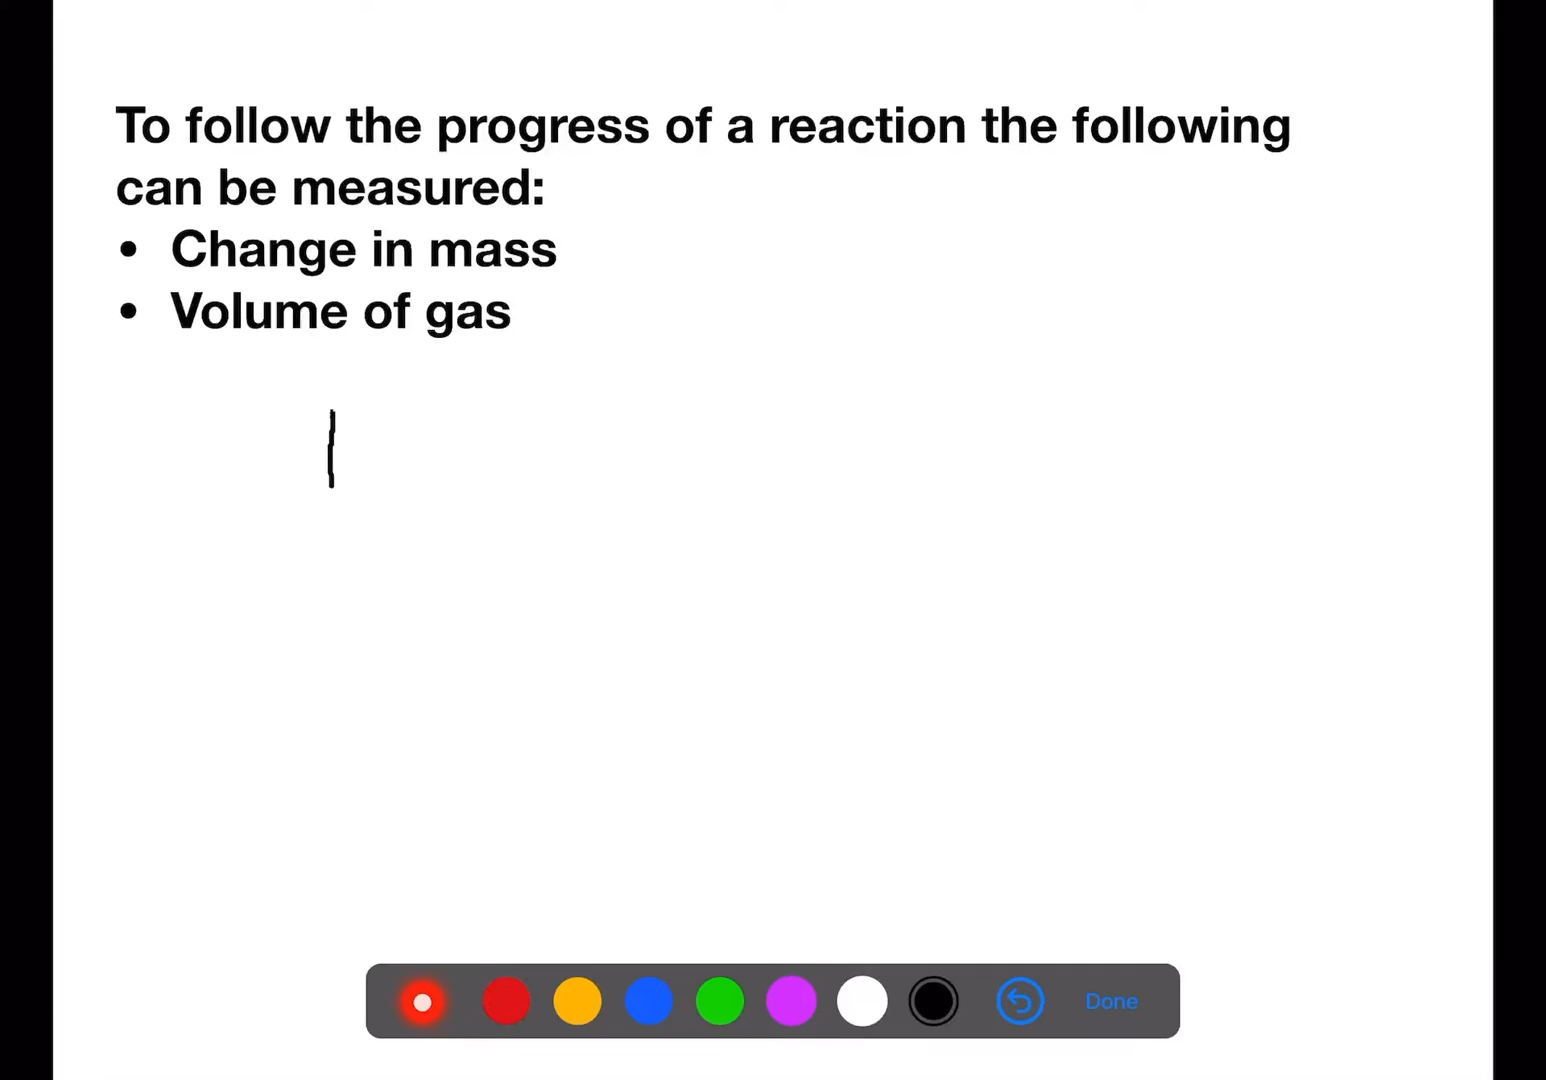 To follow the progress of a reaction the following
can be measured:
• Change in mass
• Volume of gas
Done